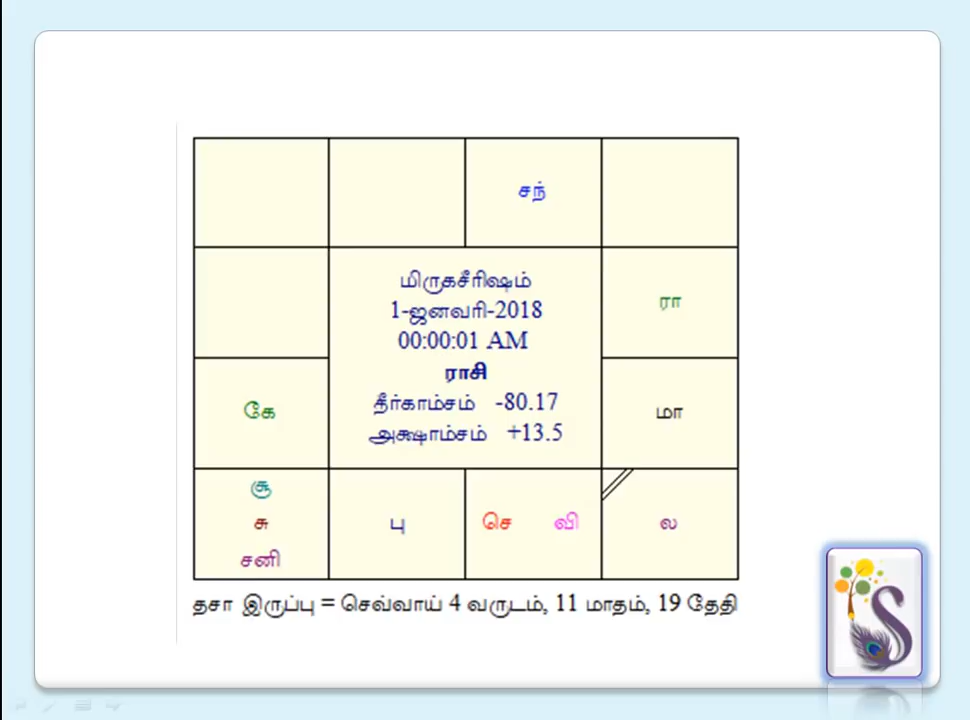 சந்
மிருகசீரிஷம்
1-ஜனவரி-2018
00:00:01 AM
ராசி
தீர்காம்சம் -80.17
அக்ஷாம்சம் +13.5
ரா
கே
மா
சூ
சு
சனி
பு
செ வி
ல
தசா இருப்பு = செவ்வாய் 4 வருடம், 11 மாதம், 19 தேதி